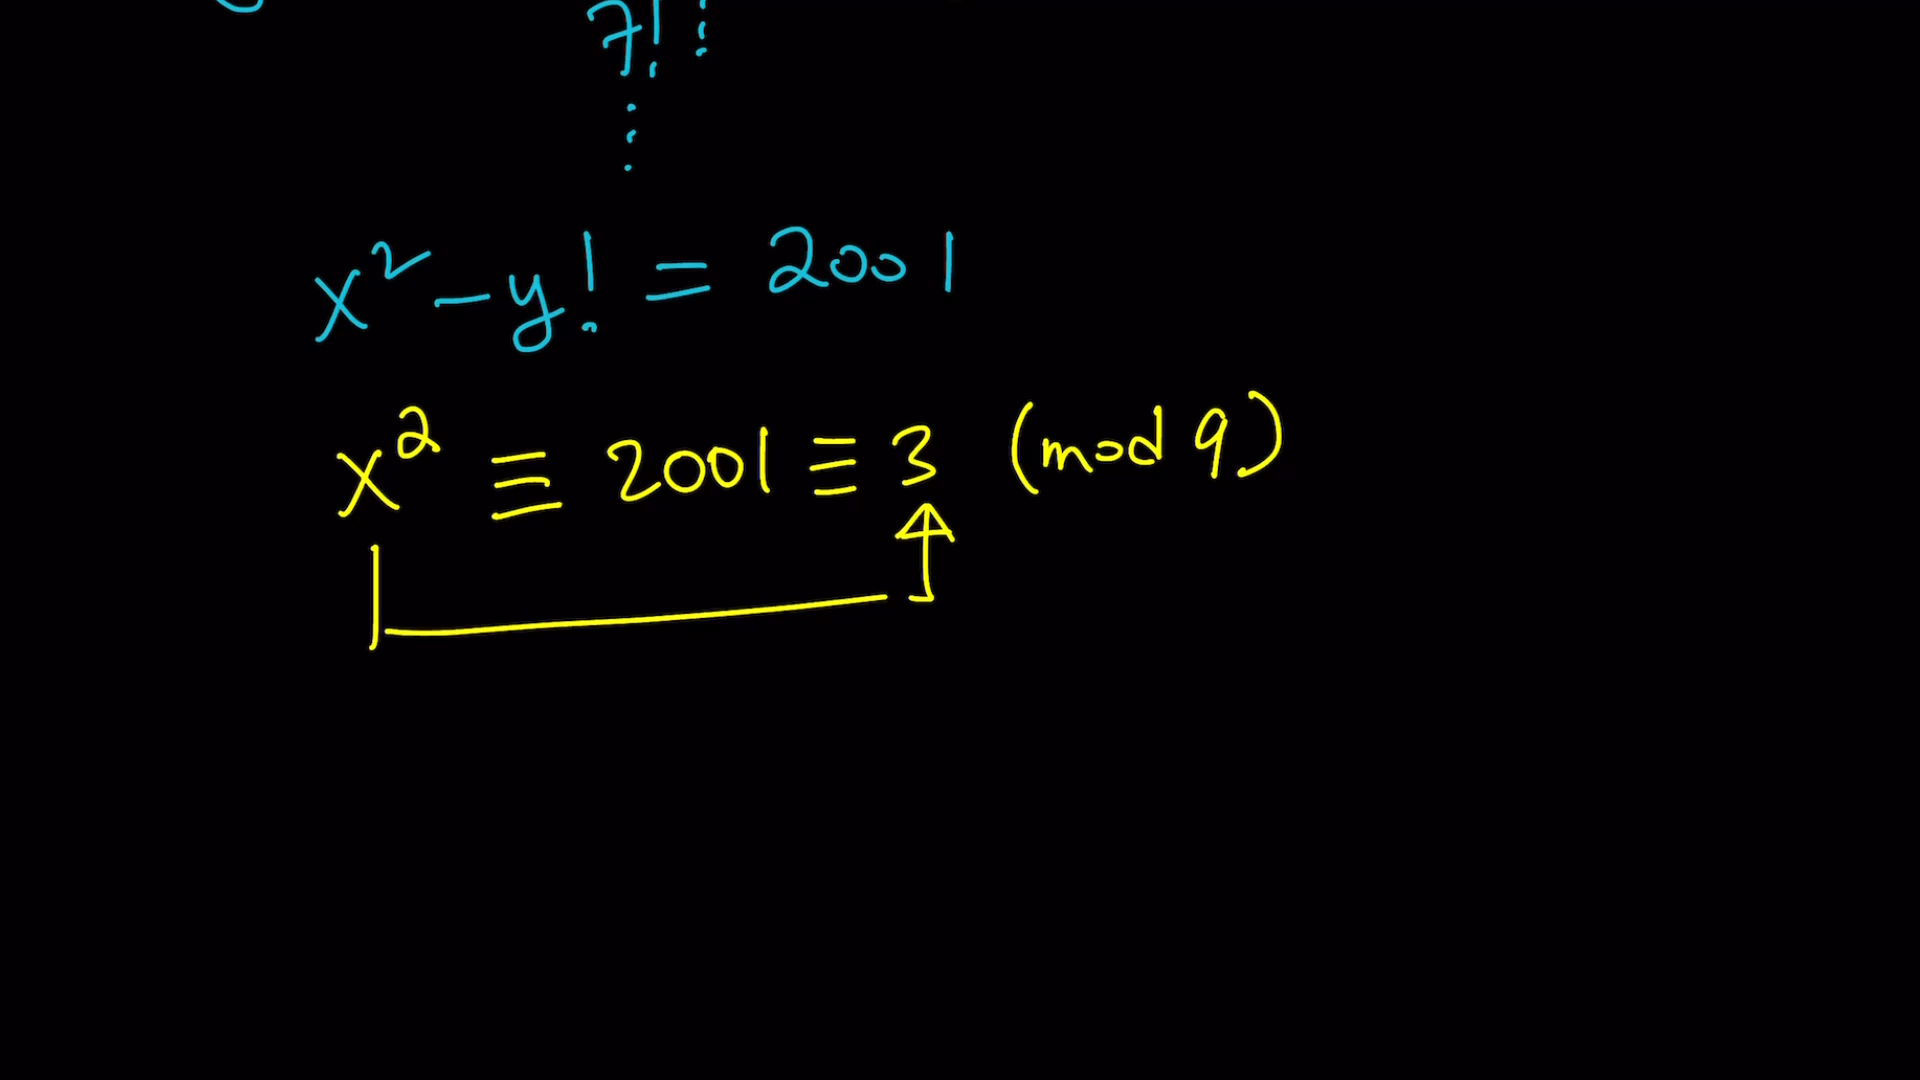 7! :
⋮
x² - y! = 2001
x² ≡ 2001 ≡ 3 (mod 9)